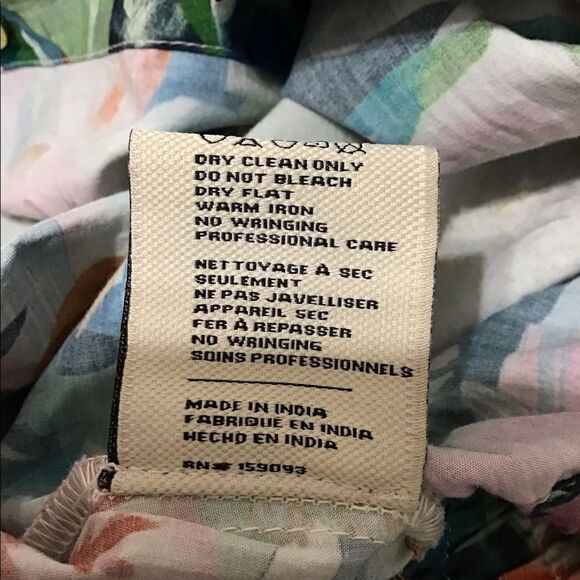 DRY CLEAN ONLY
DO NOT BLEACH
DRY FLAT
WARM IRON
NO WRINGING
PROFESSIONAL CARE
NETTOYAGE À SEC
SEULEMENT
NE PAS JAVELLISER
APPAREIL SEC
FER À REPASSER
NO WRINGING
SOINS PROFESSIONNELS
MADE IN INDIA
FABRIQUE EN INDIA
HECHO EN INDIA
RN# 159093